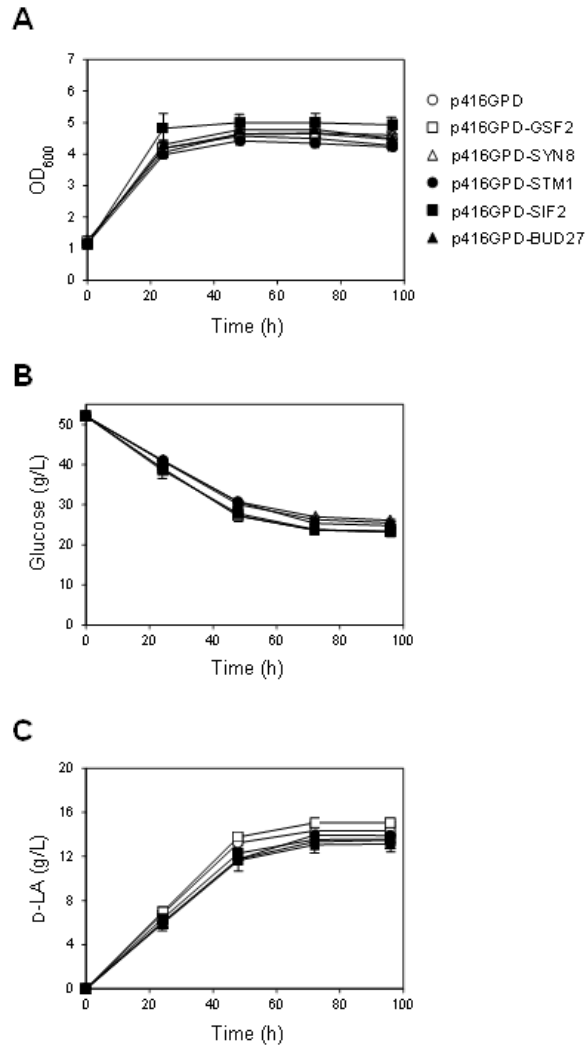 A
7
6
5
4
3
2
1
0
OD600
0 20 40 60 80 100
Time (h)
p416GPD
p416GPD-GSF2
p416GPD-SYN8
p416GPD-STM1
p416GPD-SIF2
p416GPD-BUD27
B
50
40
30
20
10
0
Glucose (g/L)
0 20 40 60 80 100
Time (h)
C
20
16
12
8
4
0
D-LA (g/L)
0 20 40 60 80 100
Time (h)